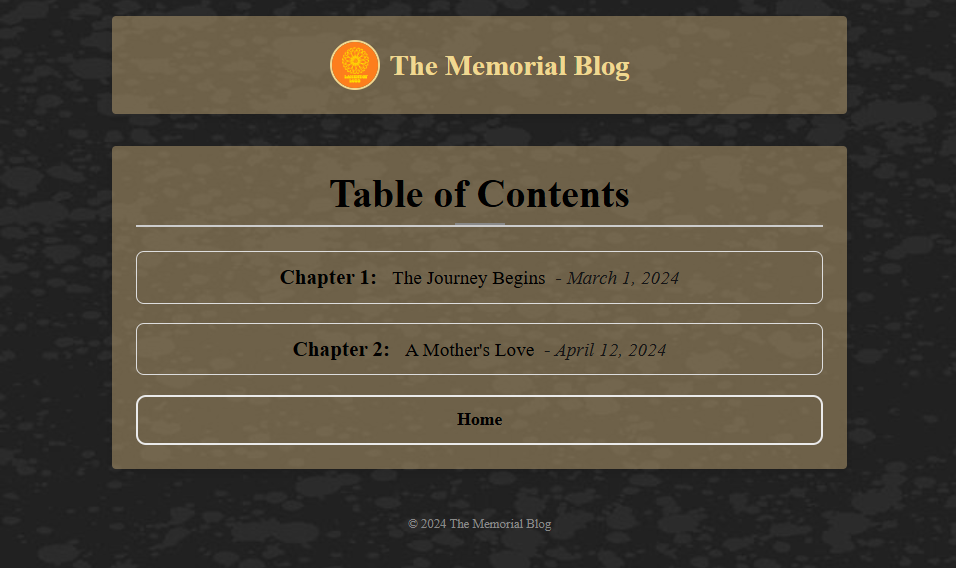 The Memorial Blog
Table of Contents
Chapter 1: The Journey Begins - March 1, 2024
Chapter 2: A Mother's Love - April 12, 2024
Home
© 2024 The Memorial Blog